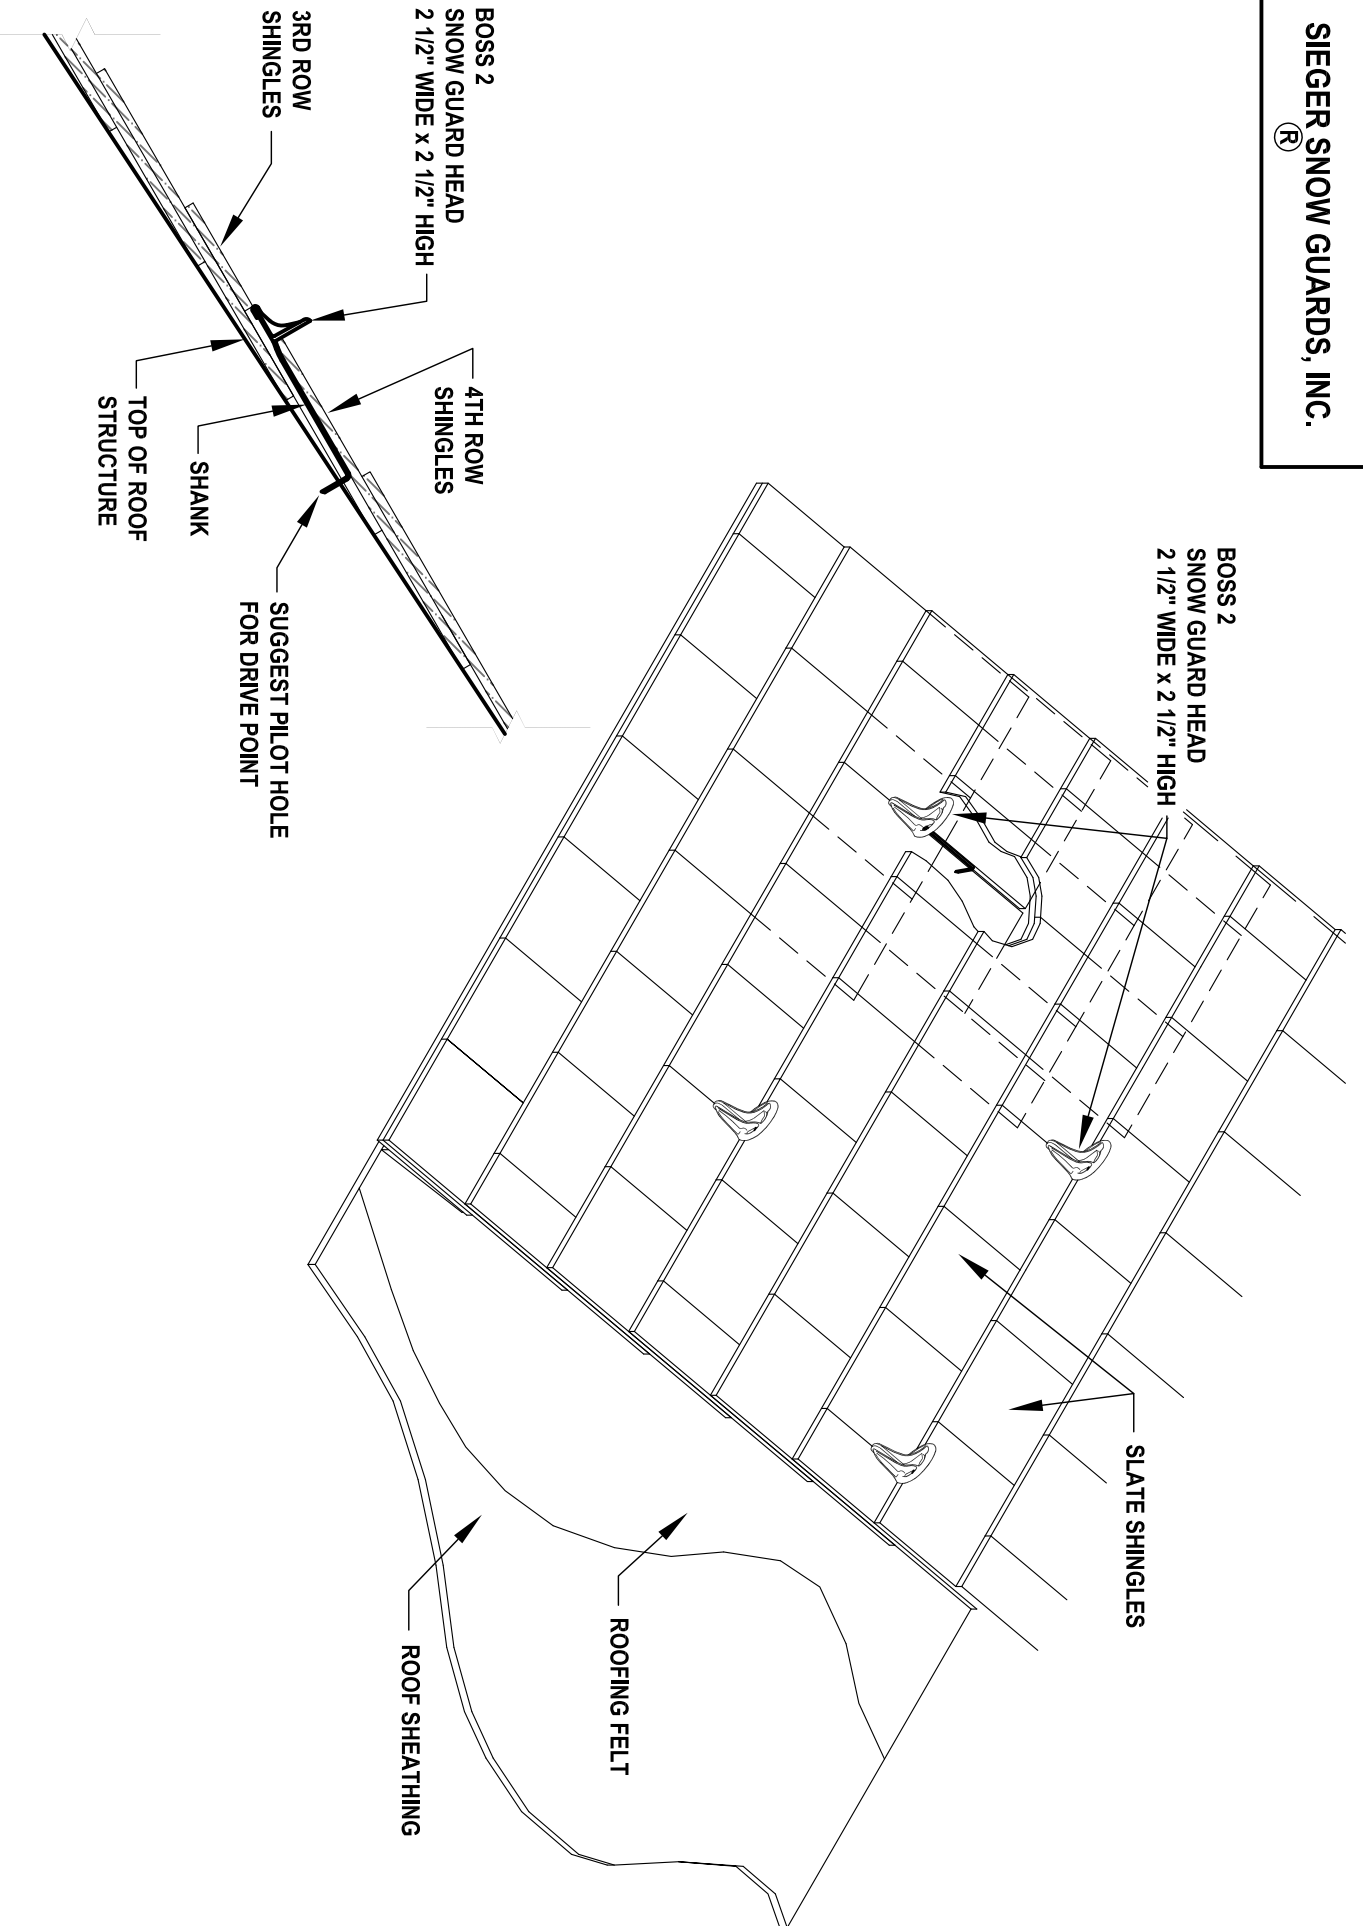 SIEGER SNOW GUARDS, INC.
®
BOSS 2
SNOW GUARD HEAD
2 1/2" WIDE x 2 1/2" HIGH
SLATE SHINGLES
ROOFING FELT
ROOF SHEATHING
BOSS 2
SNOW GUARD HEAD
2 1/2" WIDE x 2 1/2" HIGH
4TH ROW
SHINGLES
3RD ROW
SHINGLES
SUGGEST PILOT HOLE
FOR DRIVE POINT
SHANK
TOP OF ROOF
STRUCTURE